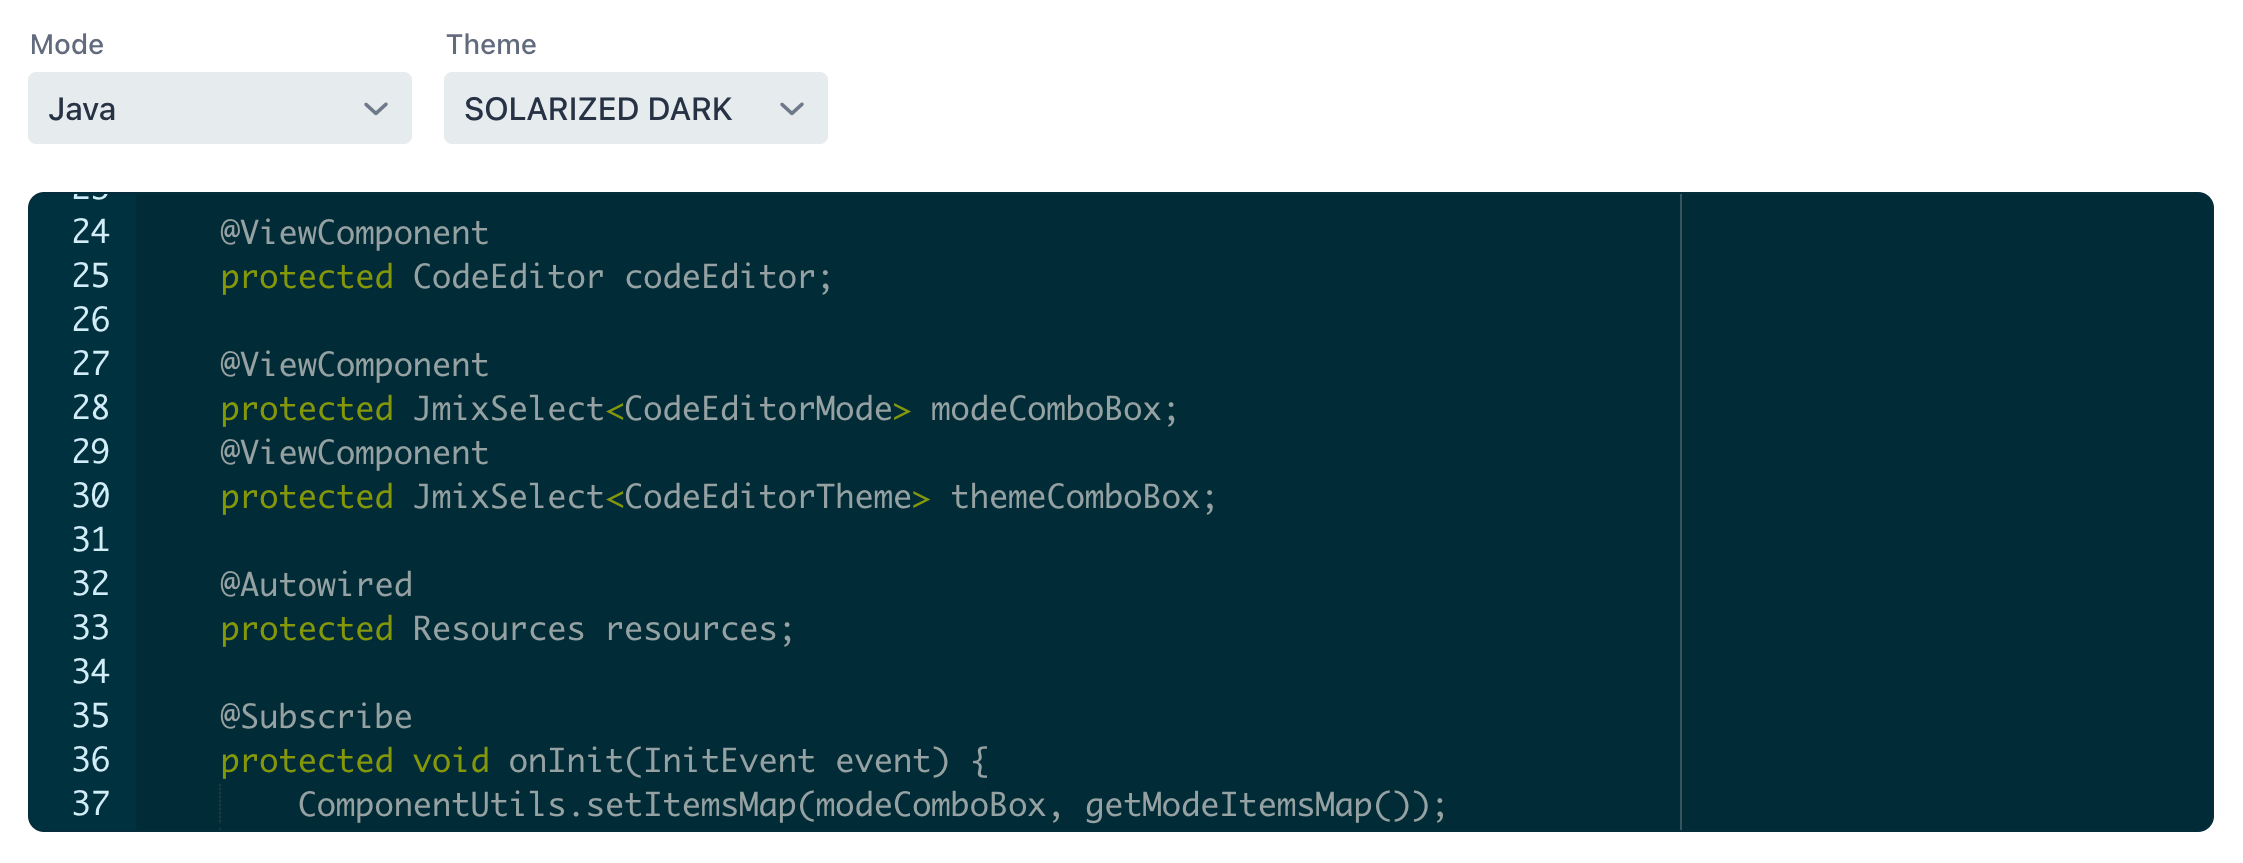 Mode Theme
Java SOLARIZED DARK
24 @ViewComponent
25 protected CodeEditor codeEditor;
26
27 @ViewComponent
28 protected JmixSelect<CodeEditorMode> modeComboBox;
29 @ViewComponent
30 protected JmixSelect<CodeEditorTheme> themeComboBox;
31
32 @Autowired
33 protected Resources resources;
34
35 @Subscribe
36 protected void onInit(InitEvent event) {
37 ComponentUtils.setItemsMap(modeComboBox, getModeItemsMap());